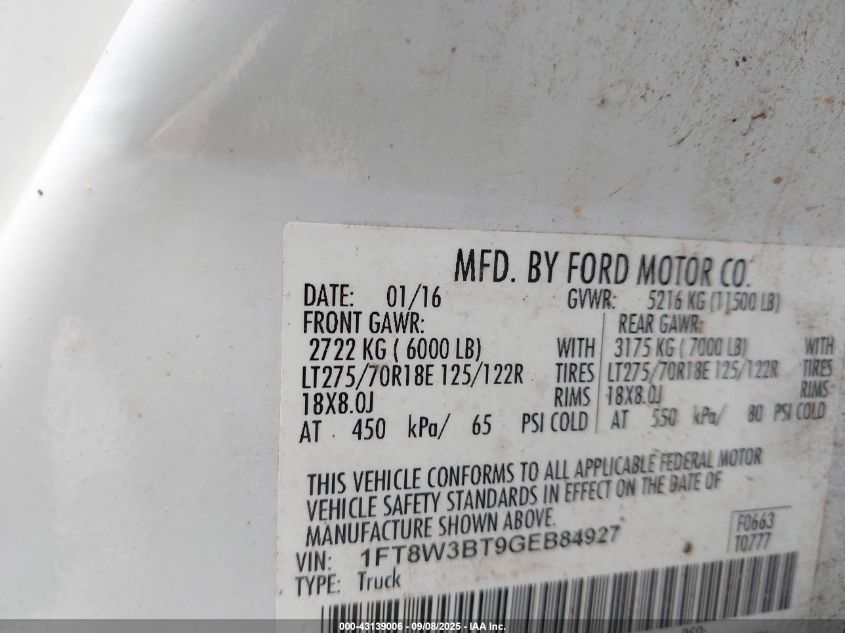 MFD. BY FORD MOTOR CO.
DATE: 01/16 GVWR: 5216 KG (11500 LB)
FRONT GAWR: REAR GAWR:
2722 KG ( 6000 LB) WITH 3175 KG ( 7000 LB) WITH
LT275/70R18E 125/122R TIRES LT275/70R18E 125/122R TIRES
18X8.0J RIMS 18X8.0J RIMS
AT 450 kPa/ 65 PSI COLD AT 550 kPa/ 80 PSI COLD
THIS VEHICLE CONFORMS TO ALL APPLICABLE FEDERAL MOTOR
VEHICLE SAFETY STANDARDS IN EFFECT ON THE DATE OF
MANUFACTURE SHOWN ABOVE.
VIN: 1FT8W3BT9GEB84927
TYPE: Truck
F0663
T0777
000-43139006 - 09/08/2025 - IAA Inc.